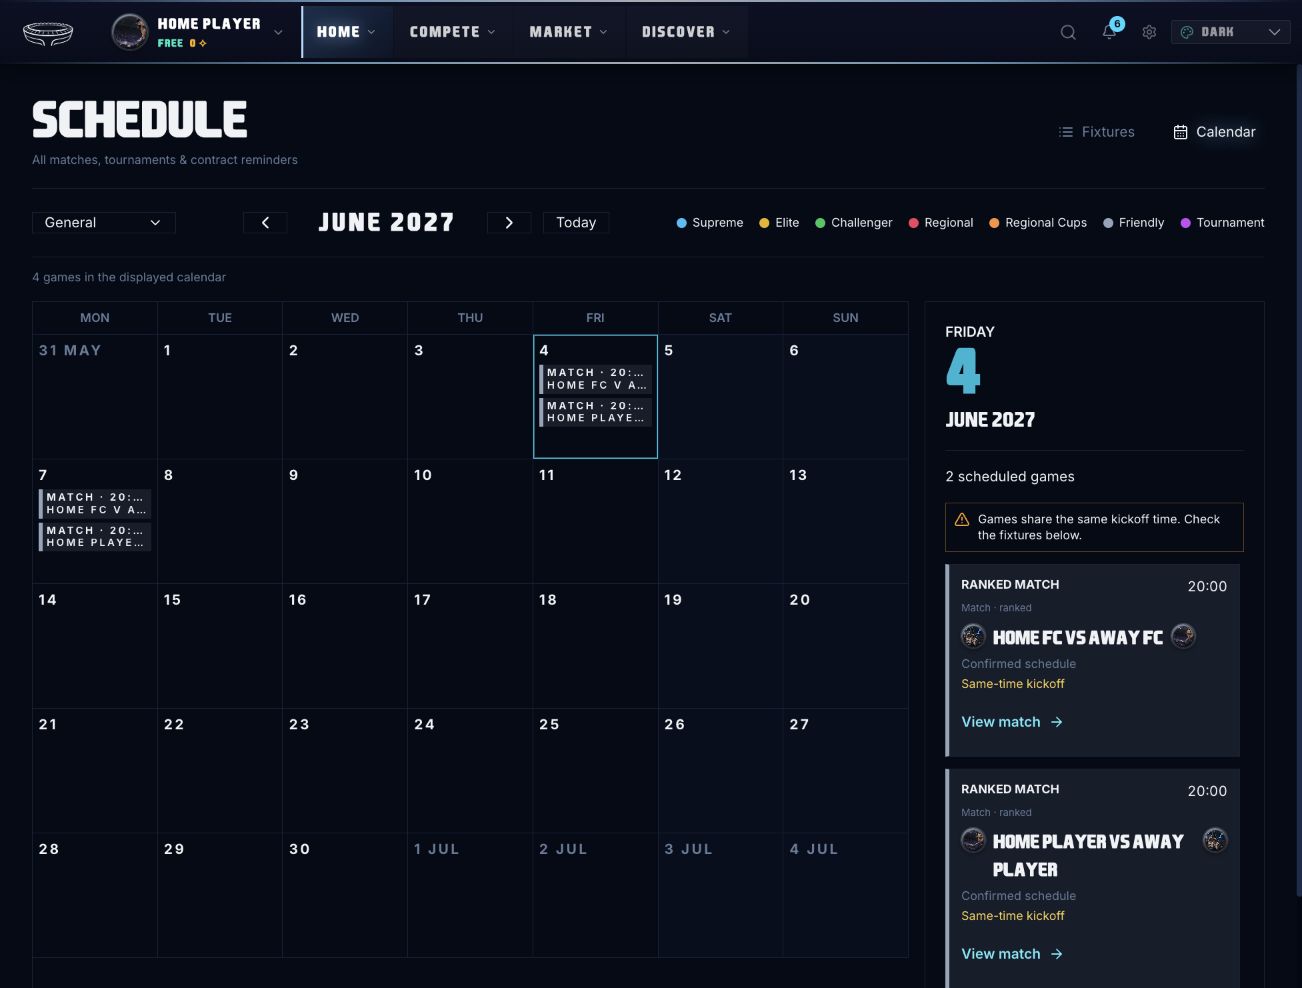 HOME PLAYER
FREE 0
HOME
COMPETE
MARKET
DISCOVER
6
DARK
SCHEDULE
All matches, tournaments & contract reminders
Fixtures
Calendar
General
JUNE 2027
Today
Supreme
Elite
Challenger
Regional
Regional Cups
Friendly
Tournament
4 games in the displayed calendar
MON TUE WED THU FRI SAT SUN
31 MAY 1 2 3 4 5 6
MATCH · 20:…
HOME FC V A…
MATCH · 20:…
HOME PLAYE…
7 8 9 10 11 12 13
MATCH · 20:…
HOME FC V A…
MATCH · 20:…
HOME PLAYE…
14 15 16 17 18 19 20
21 22 23 24 25 26 27
28 29 30 1 JUL 2 JUL 3 JUL 4 JUL
FRIDAY
4
JUNE 2027
2 scheduled games
Games share the same kickoff time. Check
the fixtures below.
RANKED MATCH 20:00
Match · ranked
HOME FC VS AWAY FC
Confirmed schedule
Same-time kickoff
View match →
RANKED MATCH 20:00
Match · ranked
HOME PLAYER VS AWAY
PLAYER
Confirmed schedule
Same-time kickoff
View match →